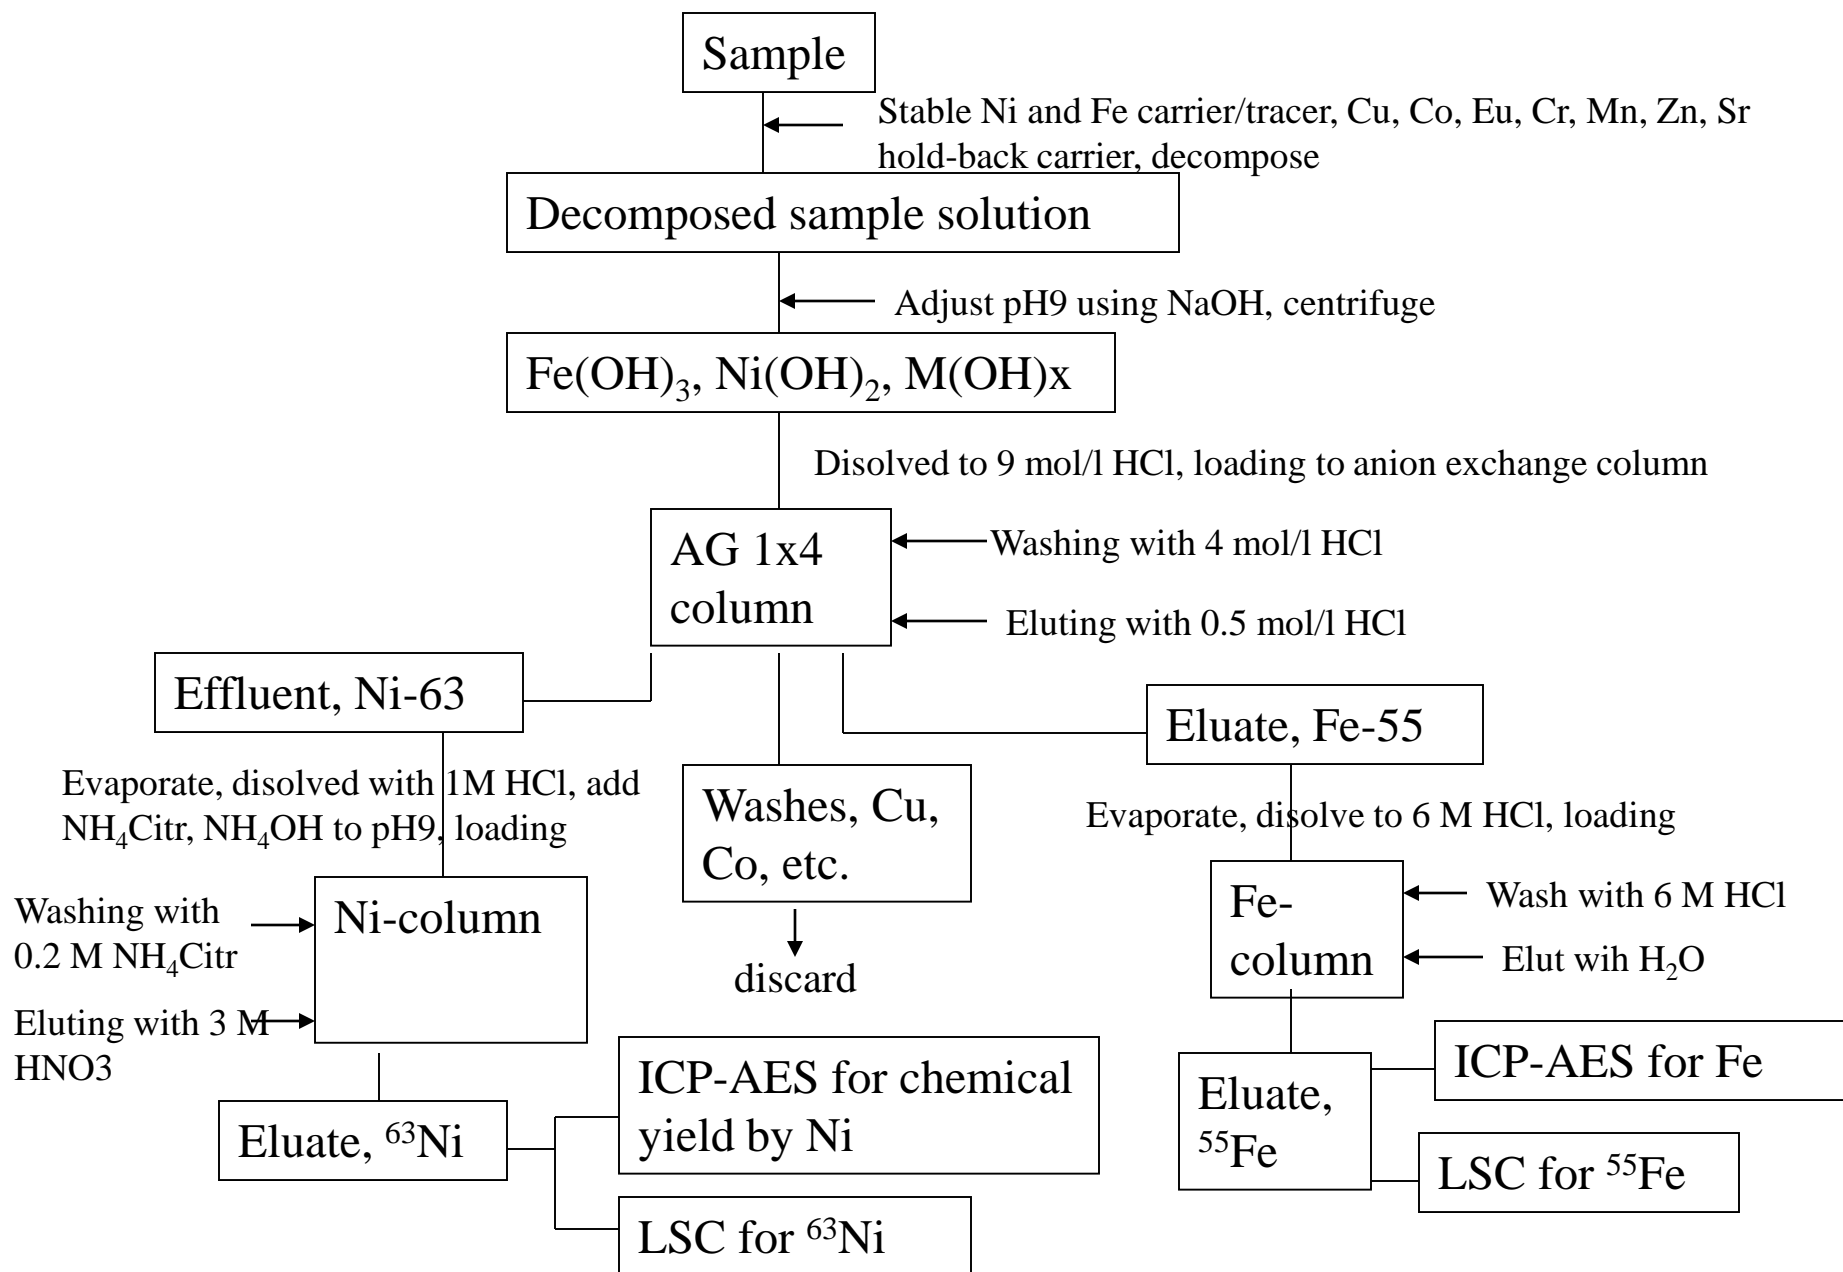 Sample
Stable Ni and Fe carrier/tracer, Cu, Co, Eu, Cr, Mn, Zn, Sr
hold-back carrier, decompose
Decomposed sample solution
Adjust pH9 using NaOH, centrifuge
Fe(OH)₃, Ni(OH)₂, M(OH)x
Disolved to 9 mol/l HCl, loading to anion exchange column
AG 1x4
column
Washing with 4 mol/l HCl
Eluting with 0.5 mol/l HCl
Effluent, Ni-63
Eluate, Fe-55
Evaporate, disolved with 1M HCl, add
NH₄Citr, NH₄OH to pH9, loading
Washes, Cu,
Co, etc.
discard
Evaporate, disolve to 6 M HCl, loading
Washing with
0.2 M NH₄Citr
Ni-column
Eluting with 3 M
HNO3
Fe-
column
Wash with 6 M HCl
Elut wih H₂O
Eluate, ⁶³Ni
ICP-AES for chemical
yield by Ni
LSC for ⁶³Ni
Eluate,
⁵⁵Fe
ICP-AES for Fe
LSC for ⁵⁵Fe